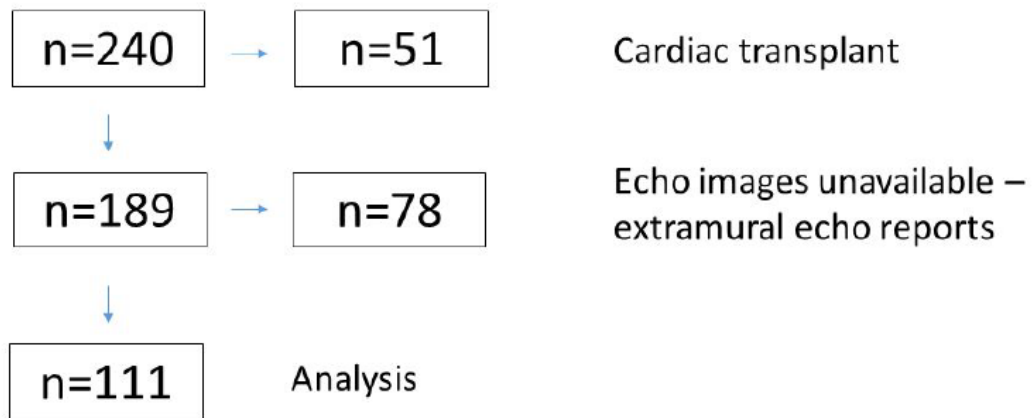 n=240
n=51
Cardiac transplant
n=189
n=78
Echo images unavailable –
extramural echo reports
n=111
Analysis